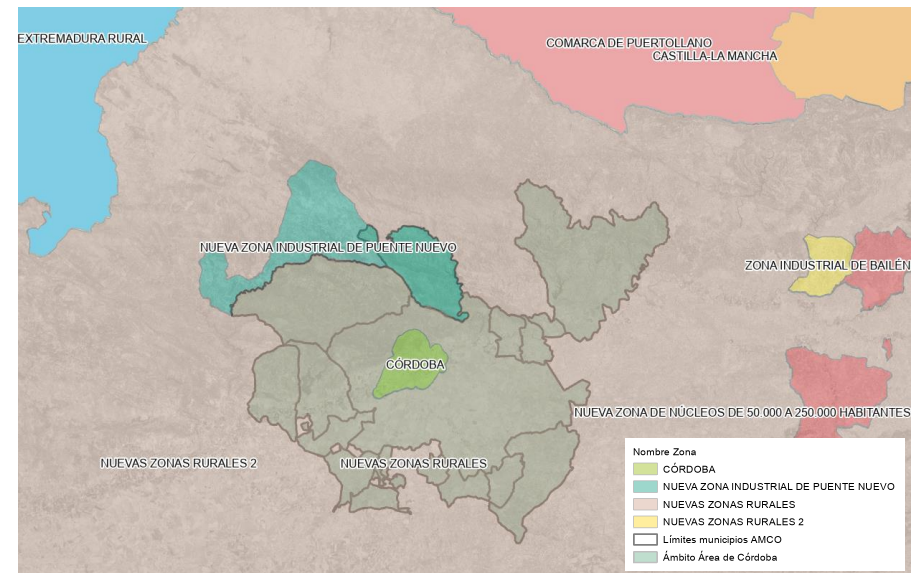 EXTREMADURA RURAL
COMARCA DE PUERTOLLANO
CASTILLA-LA MANCHA
NUEVA ZONA INDUSTRIAL DE PUENTE NUEVO
ZONA INDUSTRIAL DE BAILÉN
CÓRDOBA
NUEVA ZONA DE NÚCLEOS DE 50.000 A 250.000 HABITANTES
NUEVAS ZONAS RURALES 2
NUEVAS ZONAS RURALES
Nombre Zona
CÓRDOBA
NUEVA ZONA INDUSTRIAL DE PUENTE NUEVO
NUEVAS ZONAS RURALES
NUEVAS ZONAS RURALES 2
Límites municipios AMCO
Ámbito Área de Córdoba